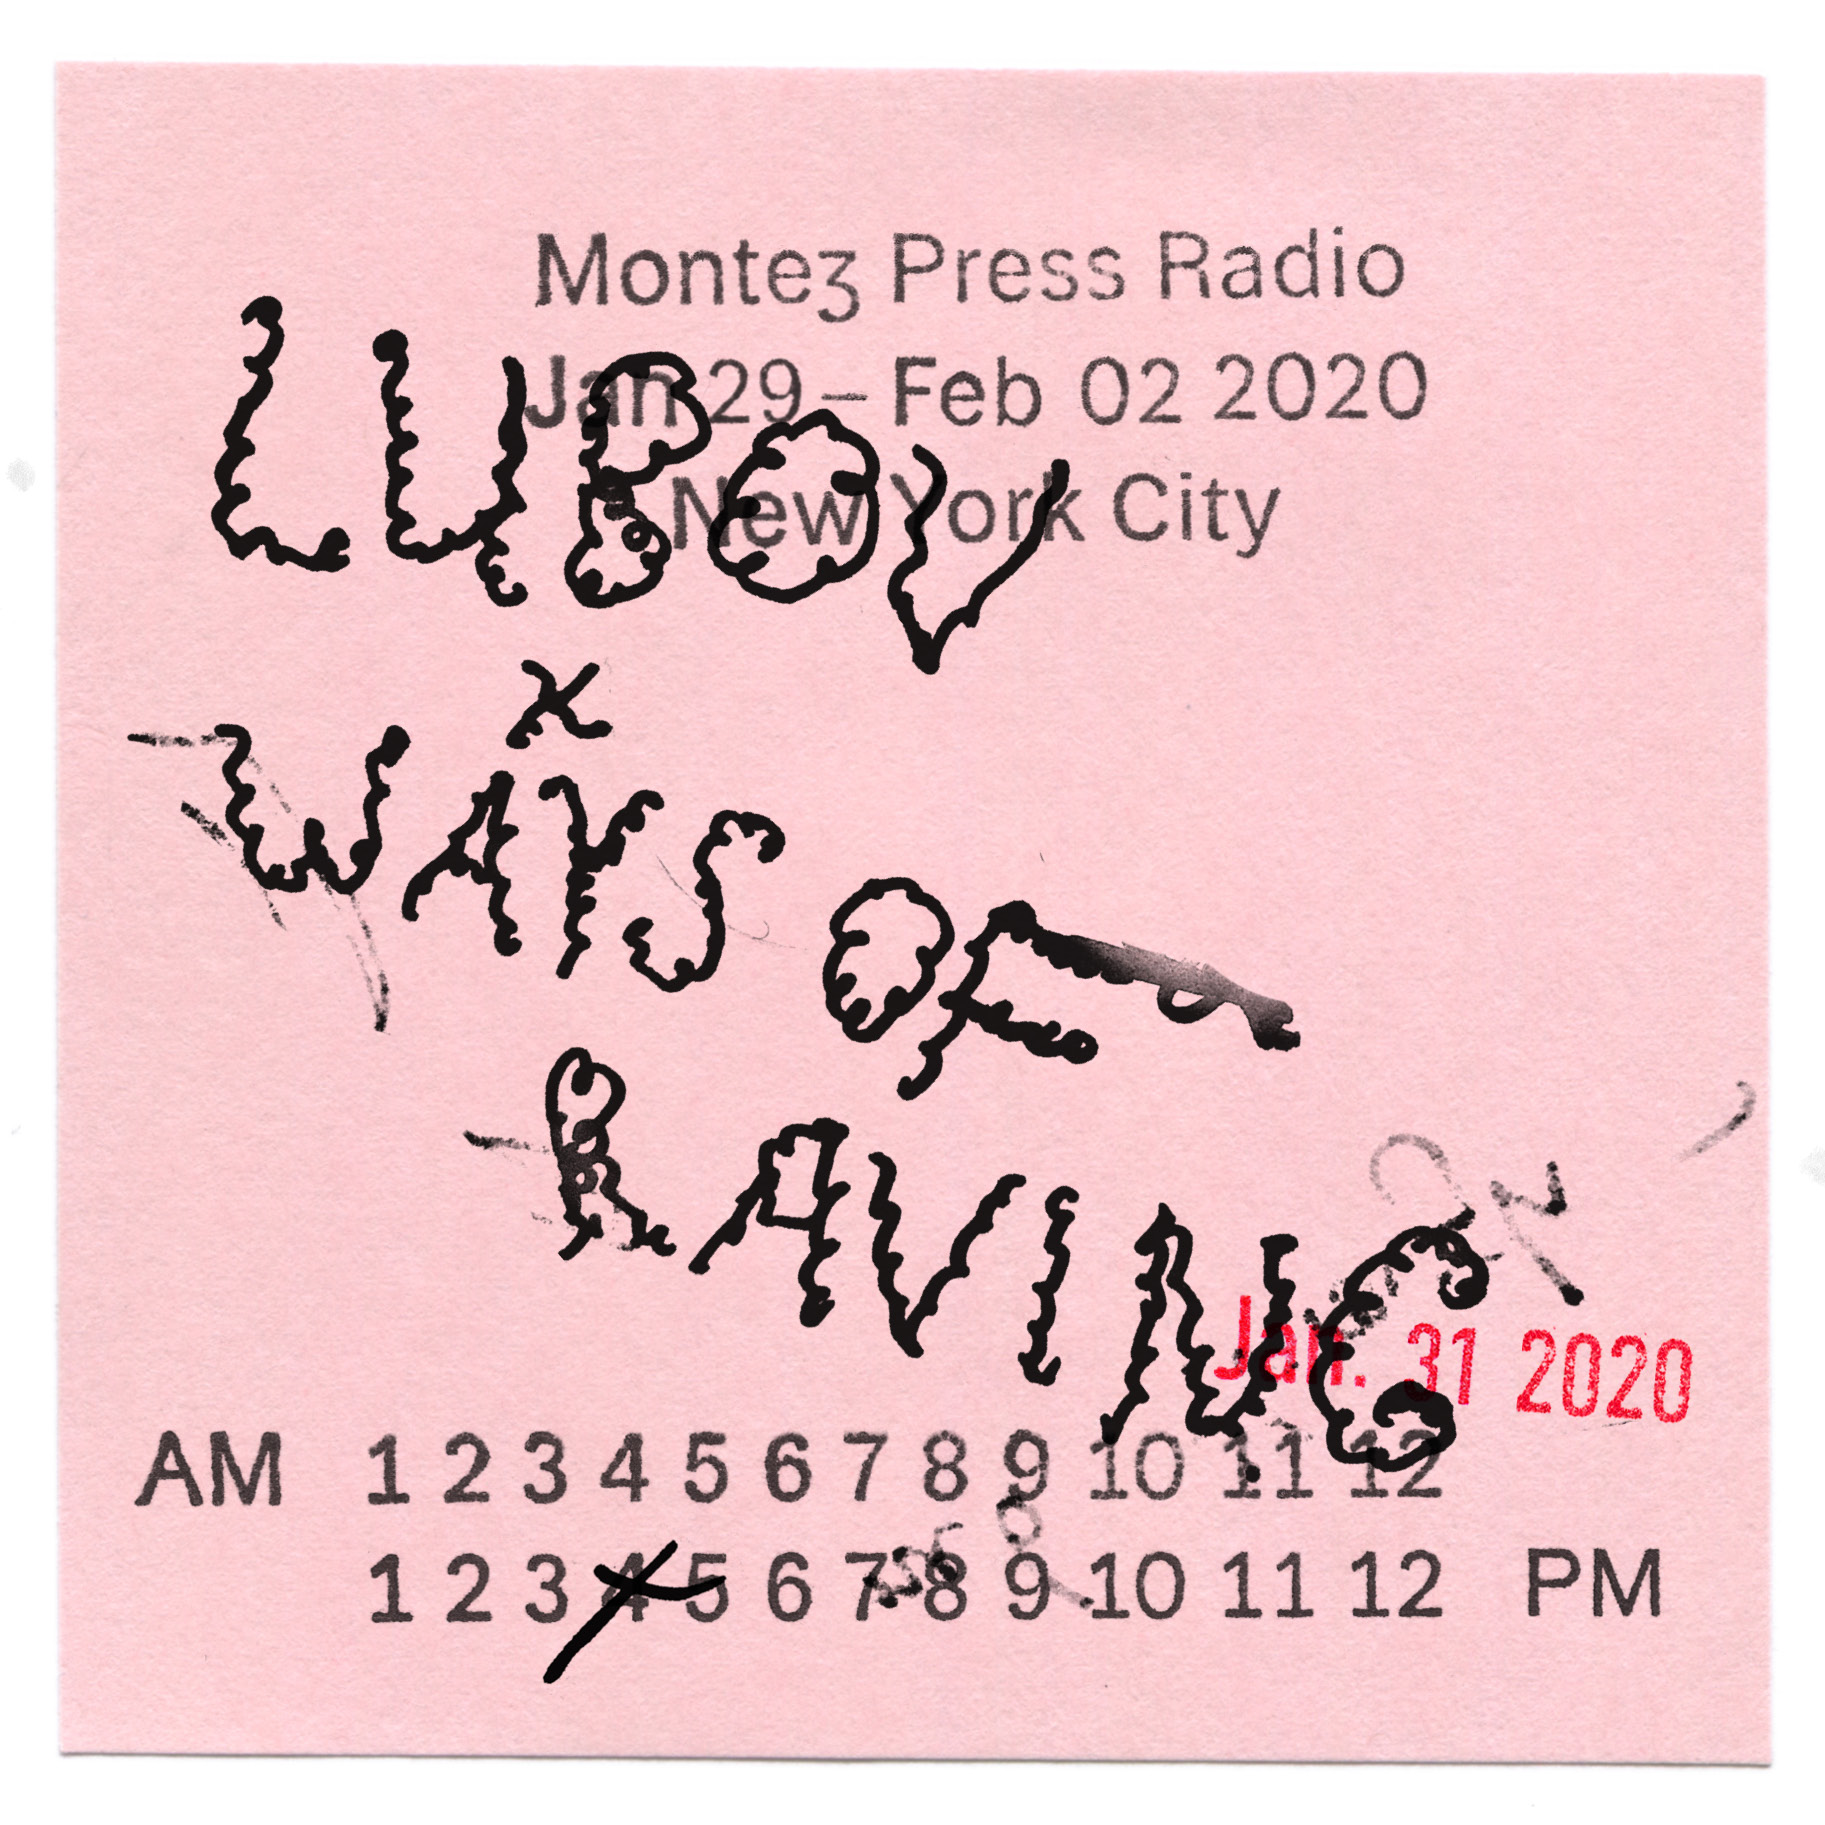 Montez Press Radio
Jan 29 – Feb 02 2020
New York City
LUBOV
x
WAYS OF
RAVING
Jan. 31 2020
AM 1 2 3 4 5 6 7 8 9 10 11 12
1 2 3 4 5 6 7 8 9 10 11 12 PM